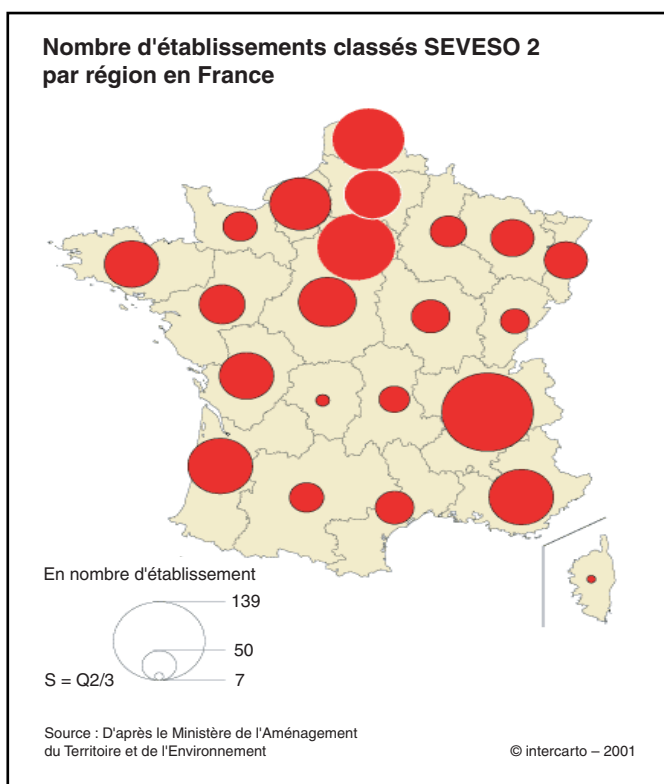 Nombre d'établissements classés SEVESO 2
par région en France
En nombre d'établissement
139
50
S = Q2/3
7
Source : D'après le Ministère de l'Aménagement
du Territoire et de l'Environnement
© intercarto – 2001